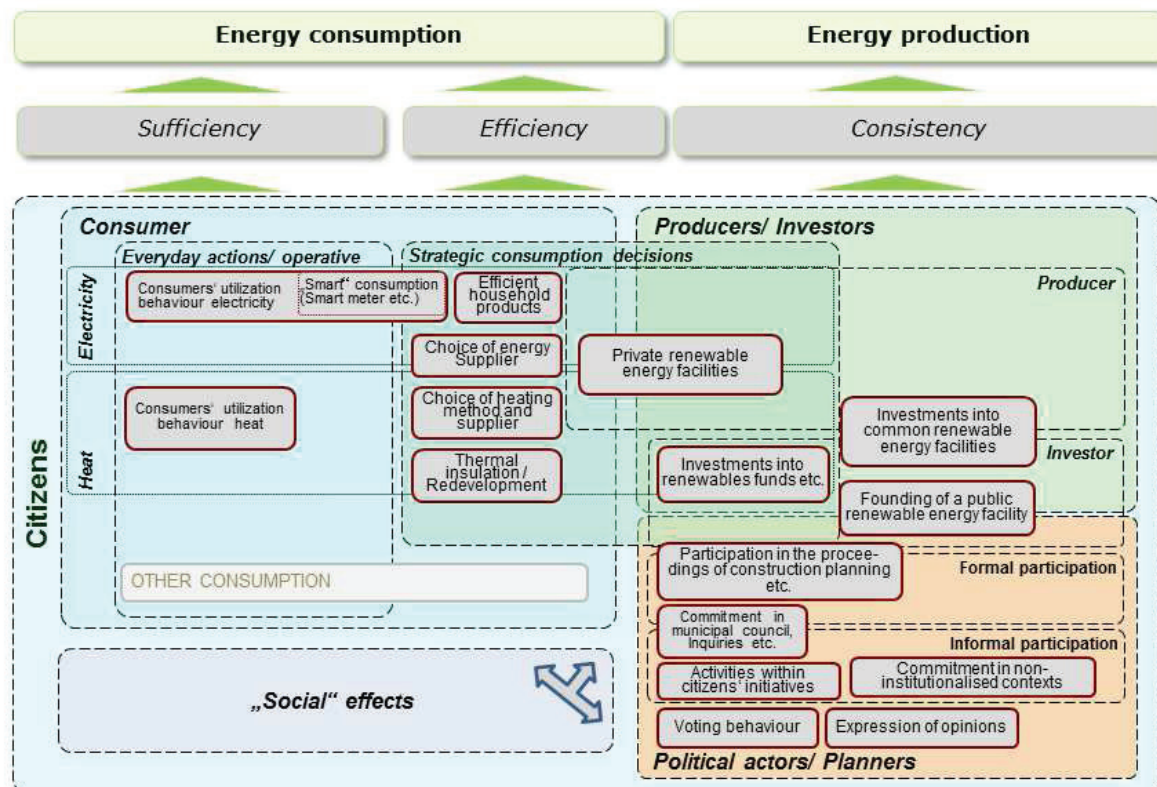 Energy consumption
Energy production
Sufficiency
Efficiency
Consistency
Citizens
Consumer
Everyday actions/ operative
Strategic consumption decisions
Producers/ Investors
Electricity
Consumers‘ utilization
behaviour electricity
„Smart“ consumption
(Smart meter etc.)
Efficient
household
products
Producer
Choice of energy
Supplier
Private renewable
energy facilities
Heat
Consumers‘ utilization
behaviour heat
Choice of heating
method and
supplier
Investments into
common renewable
energy facilities
Thermal
insulation /
Redevelopment
Investments into
renewables funds etc.
Investor
Founding of a public
renewable energy facility
OTHER CONSUMPTION
Participation in the procee-
dings of construction planning
etc.
Formal participation
Commitment in
municipal council,
Inquiries etc.
Informal participation
Activities within
citizens‘ initiatives
Commitment in non-
institutionalised contexts
„Social“ effects
Voting behaviour
Expression of opinions
Political actors/ Planners